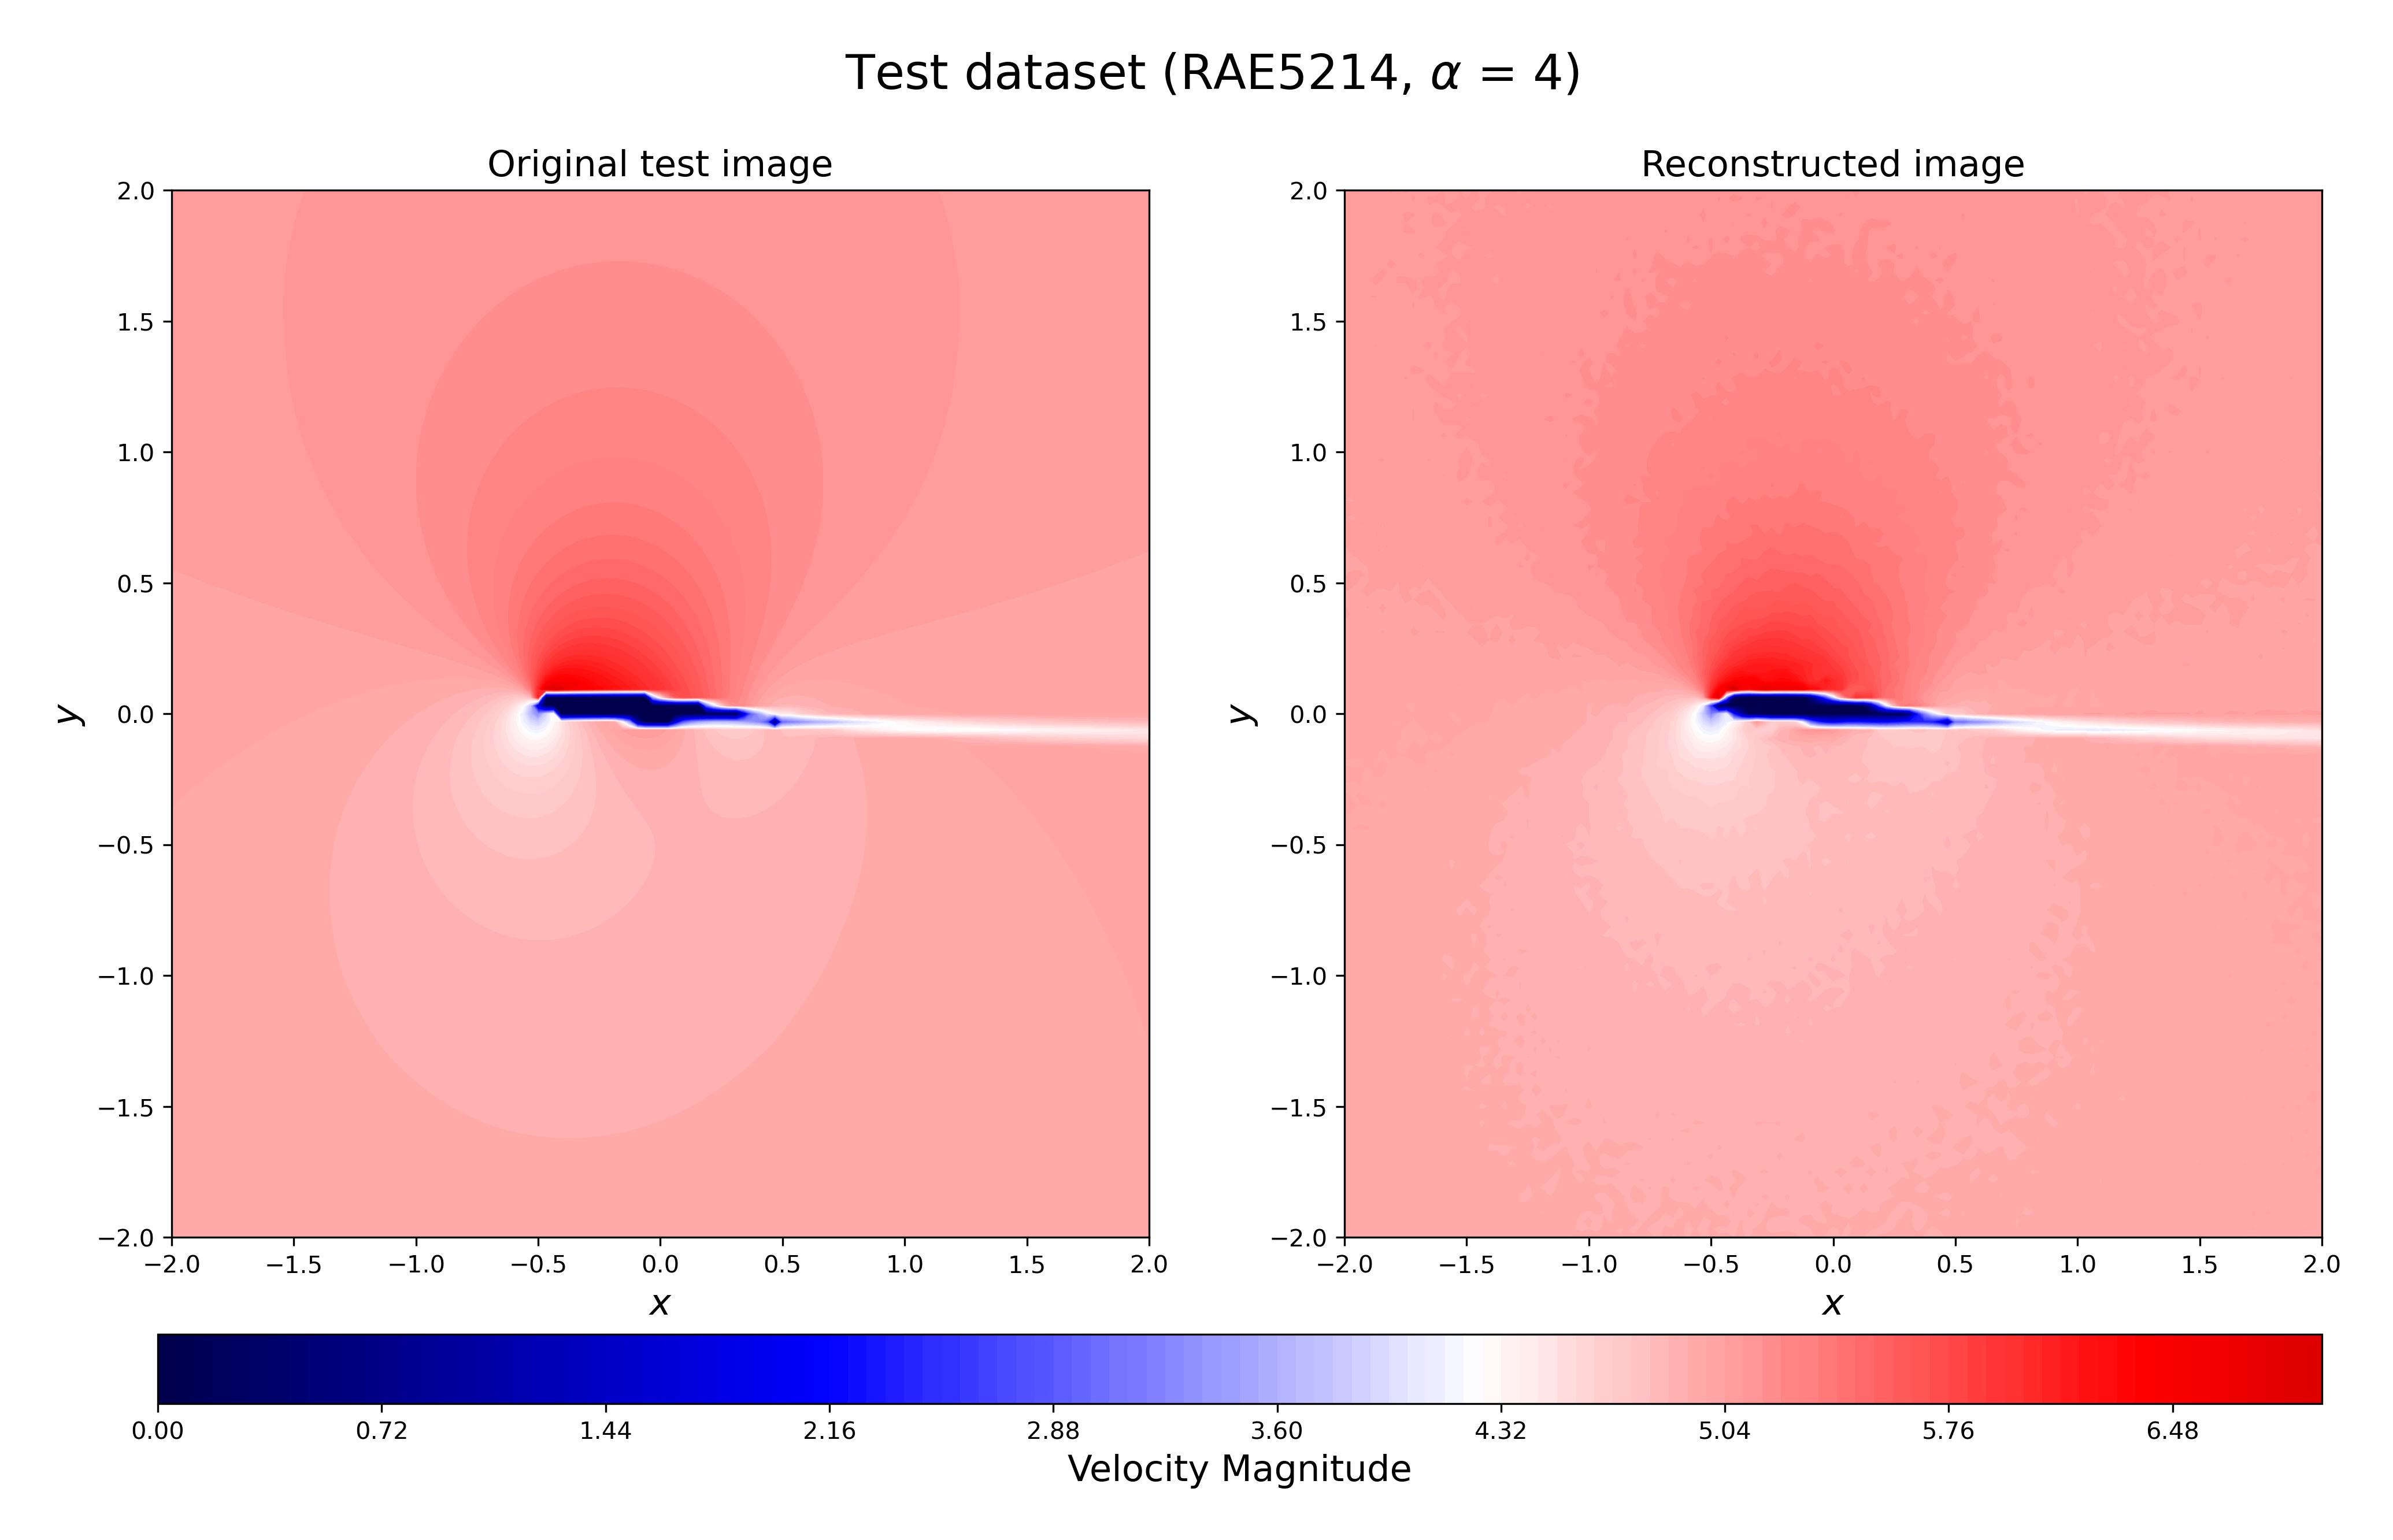 Test dataset (RAE5214, α = 4)
Original test image
Reconstructed image
2.0
1.5
1.0
0.5
0.0
−0.5
−1.0
−1.5
−2.0
y
−2.0 −1.5 −1.0 −0.5 0.0 0.5 1.0 1.5 2.0
x
2.0
1.5
1.0
0.5
0.0
−0.5
−1.0
−1.5
−2.0
y
−2.0 −1.5 −1.0 −0.5 0.0 0.5 1.0 1.5 2.0
x
0.00 0.72 1.44 2.16 2.88 3.60 4.32 5.04 5.76 6.48
Velocity Magnitude